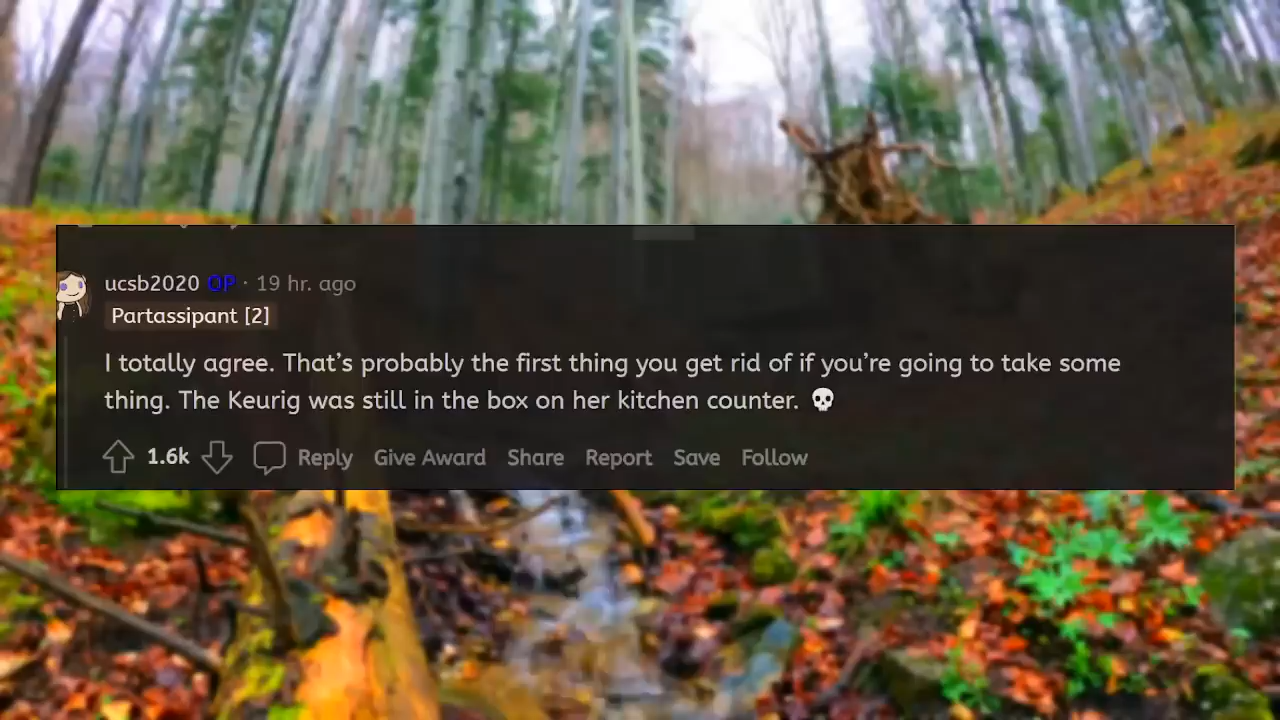 ucsb2020 OP · 19 hr. ago
Partassipant [2]
I totally agree. That’s probably the first thing you get rid of if you’re going to take some
thing. The Keurig was still in the box on her kitchen counter. 💀
1.6k Reply Give Award Share Report Save Follow